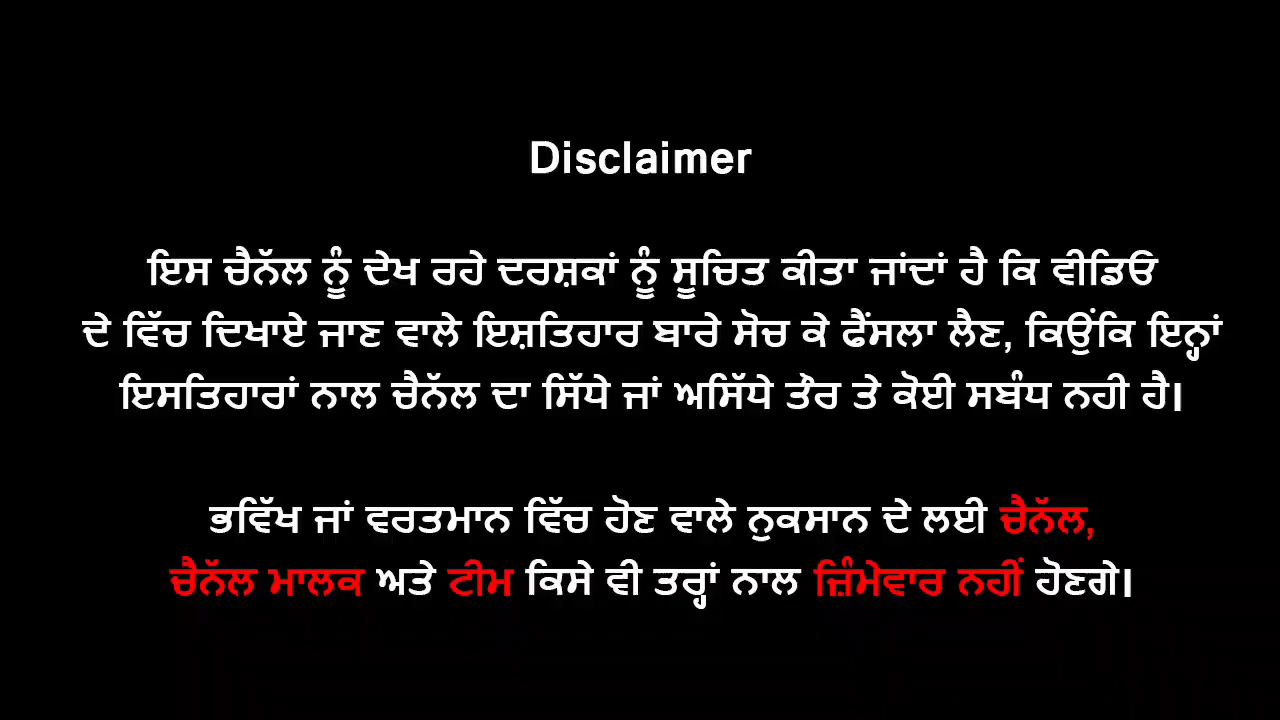 Disclaimer
ਇਸ ਚੈਨੱਲ ਨੂੰ ਦੇਖ ਰਹੇ ਦਰਸ਼ਕਾਂ ਨੂੰ ਸੂਚਿਤ ਕੀਤਾ ਜਾਂਦਾਂ ਹੈ ਕਿ ਵੀਡਿਓ
ਦੇ ਵਿੱਚ ਦਿਖਾਏ ਜਾਣ ਵਾਲੇ ਇਸ਼ਤਿਹਾਰ ਬਾਰੇ ਸੋਚ ਕੇ ਫੈਂਸਲਾ ਲੈਣ, ਕਿਉਂਕਿ ਇਨ੍ਹਾਂ
ਇਸਤਿਹਾਰਾਂ ਨਾਲ ਚੈਨੱਲ ਦਾ ਸਿੱਧੇ ਜਾਂ ਅਸਿੱਧੇ ਤੌਰ ਤੇ ਕੋਈ ਸਬੰਧ ਨਹੀ ਹੈ।
ਭਵਿੱਖ ਜਾਂ ਵਰਤਮਾਨ ਵਿੱਚ ਹੋਣ ਵਾਲੇ ਨੁਕਸਾਨ ਦੇ ਲਈ ਚੈਨੱਲ,
ਚੈਨੱਲ ਮਾਲਕ ਅਤੇ ਟੀਮ ਕਿਸੇ ਵੀ ਤਰ੍ਹਾਂ ਨਾਲ ਜ਼ਿੰਮੇਵਾਰ ਨਹੀਂ ਹੋਣਗੇ।